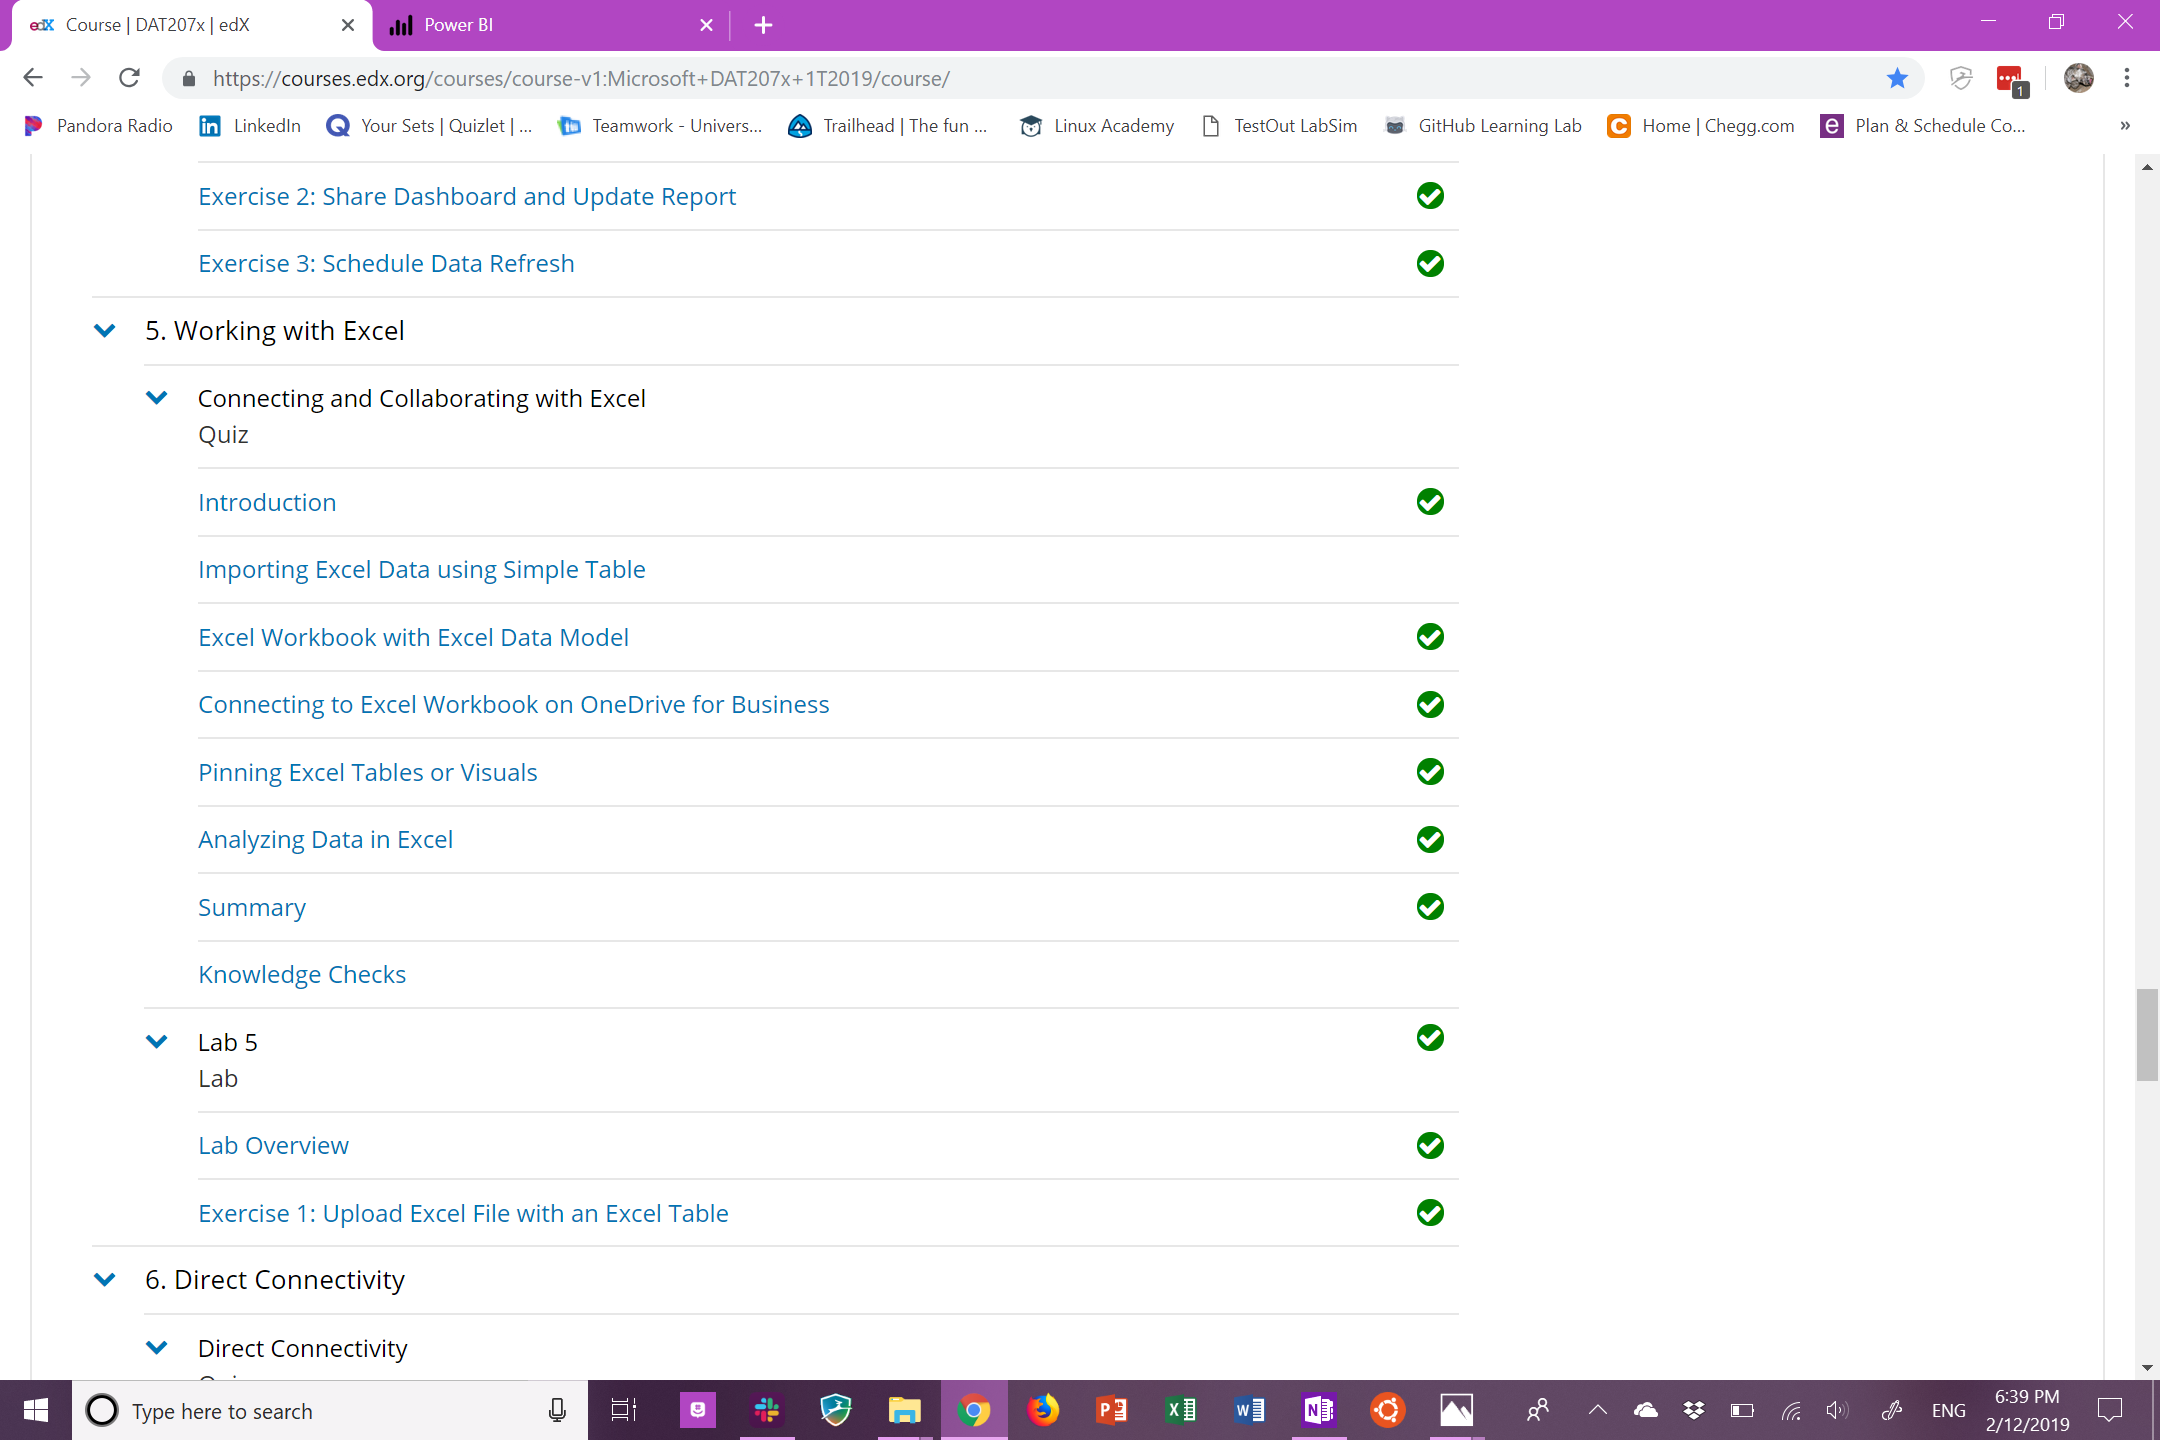 edX Course | DAT207x | edX
Power BI
https://courses.edx.org/courses/course-v1:Microsoft+DAT207x+1T2019/course/
1
Pandora Radio
in LinkedIn
Your Sets | Quizlet | ...
Teamwork - Univers...
Trailhead | The fun ...
Linux Academy
TestOut LabSim
GitHub Learning Lab
C Home | Chegg.com
e Plan & Schedule Co...
»
Exercise 2: Share Dashboard and Update Report
Exercise 3: Schedule Data Refresh
5. Working with Excel
Connecting and Collaborating with Excel
Quiz
Introduction
Importing Excel Data using Simple Table
Excel Workbook with Excel Data Model
Connecting to Excel Workbook on OneDrive for Business
Pinning Excel Tables or Visuals
Analyzing Data in Excel
Summary
Knowledge Checks
Lab 5
Lab
Lab Overview
Exercise 1: Upload Excel File with an Excel Table
6. Direct Connectivity
Direct Connectivity
Type here to search
ENG
6:39 PM
2/12/2019